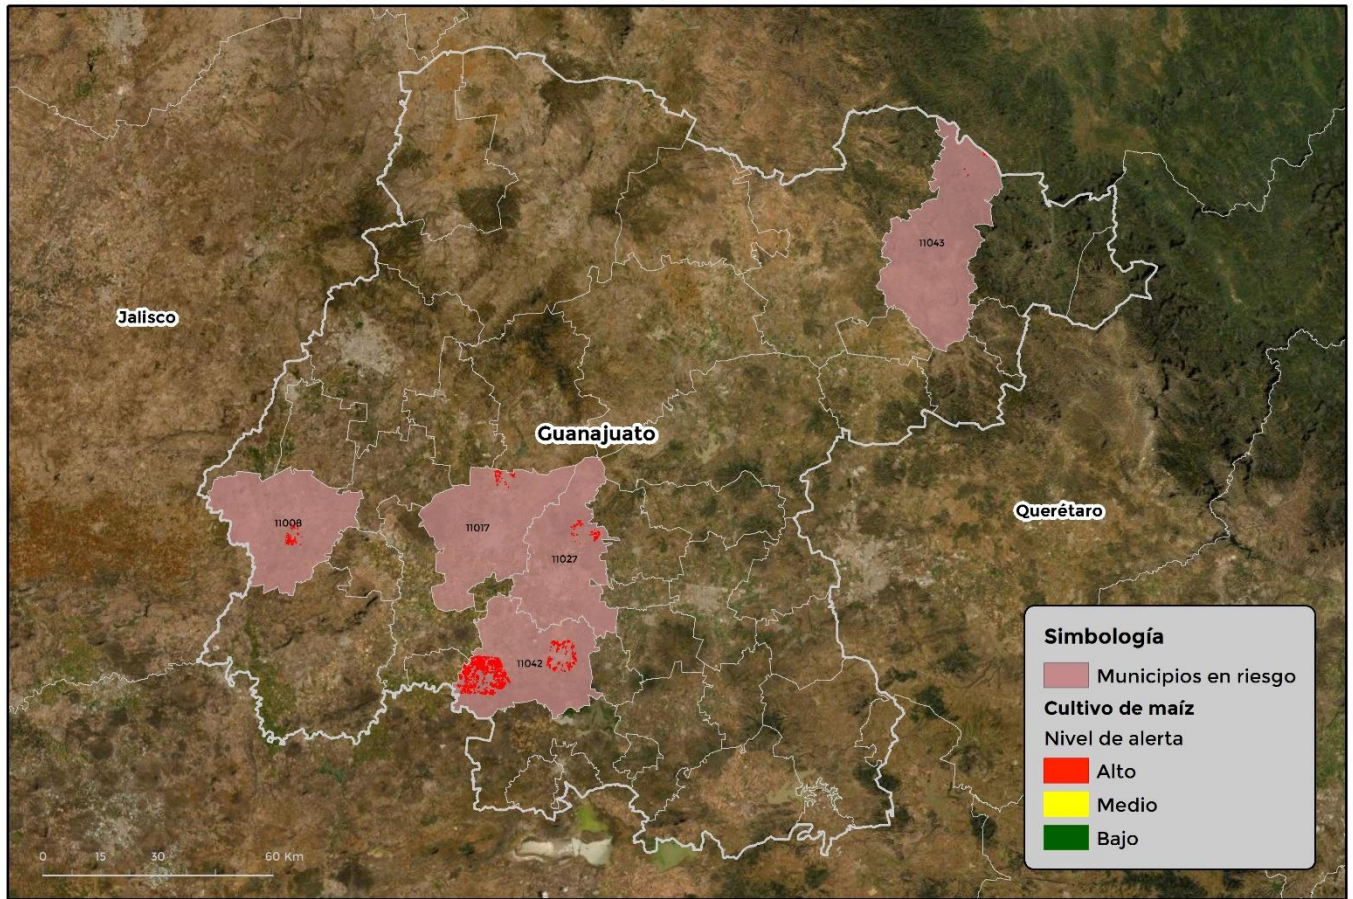 11043
Jalisco
Guanajuato
11008
11017
Querétaro
11027
11042
Simbología
Municipios en riesgo
Cultivo de maíz
Nivel de alerta
Alto
Medio
Bajo
0 15 30 60 Km